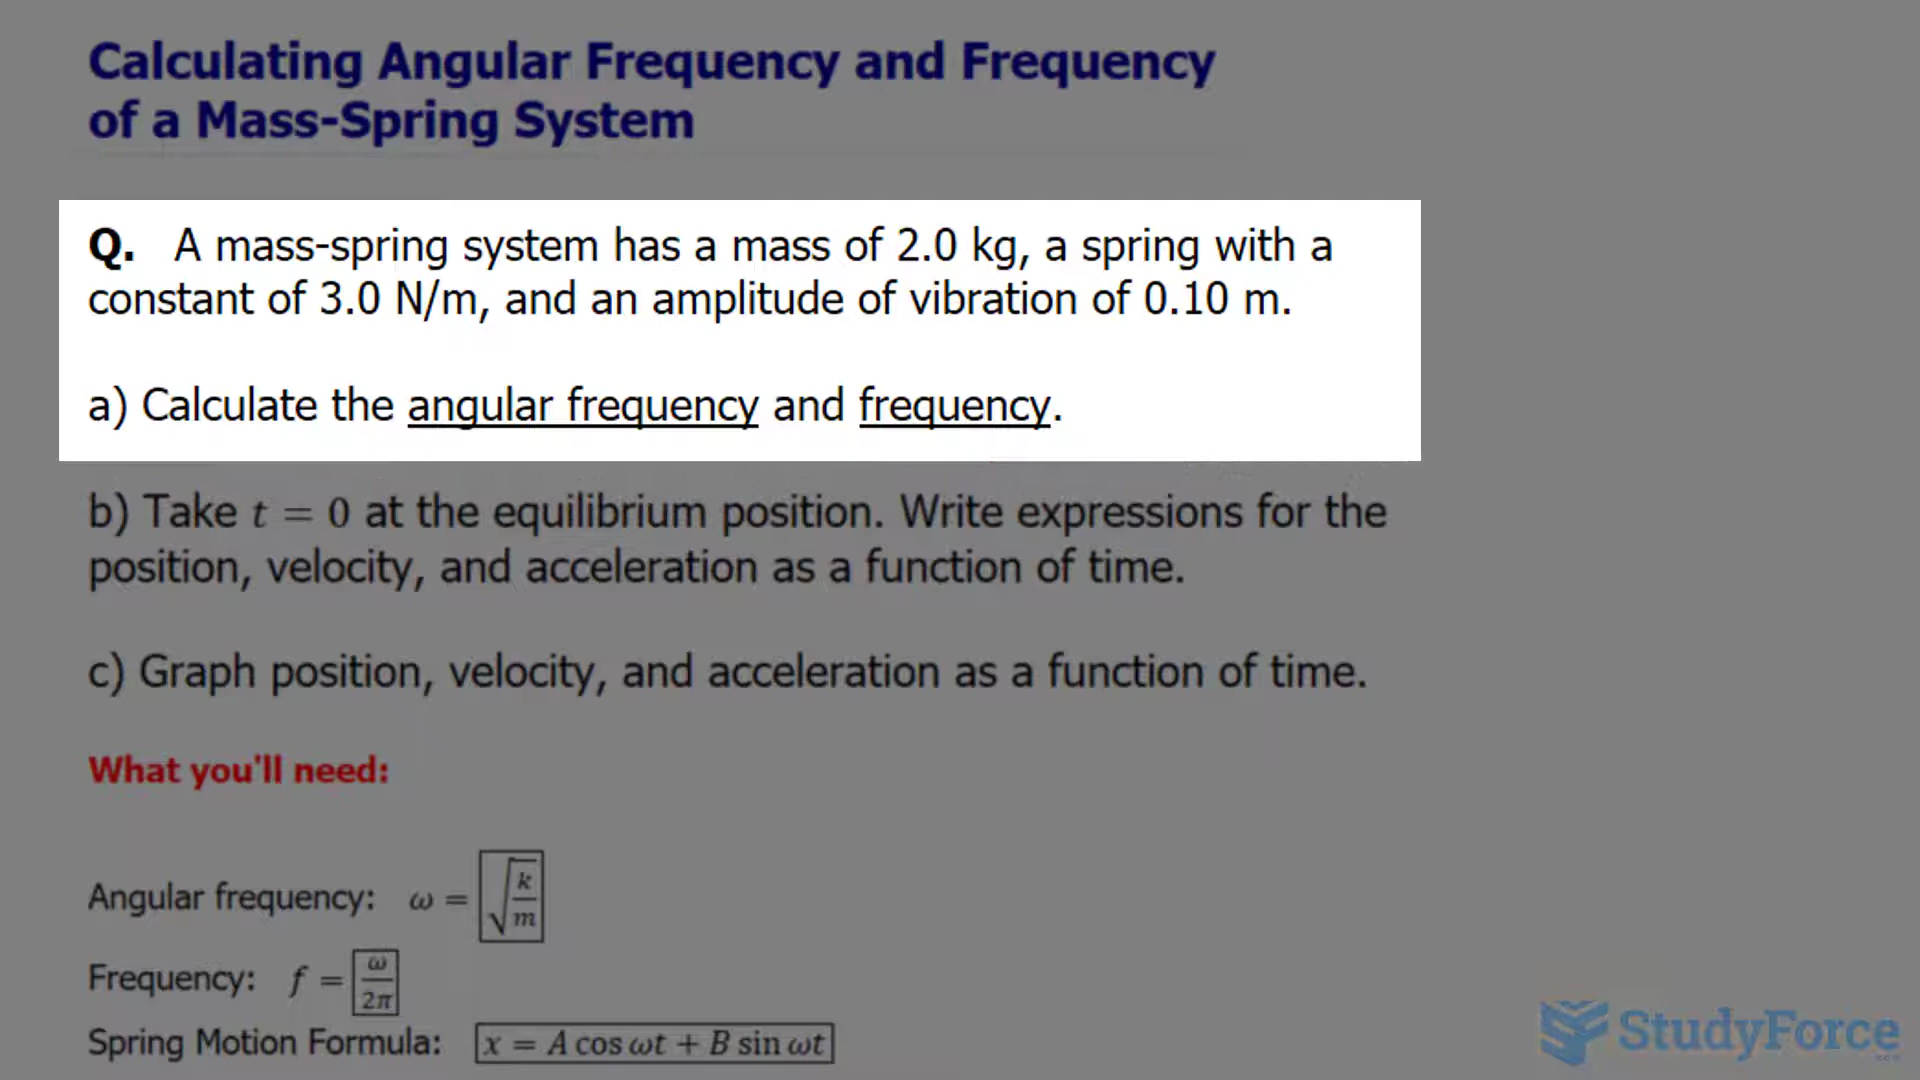 Calculating Angular Frequency and Frequency
of a Mass-Spring System
Q. A mass-spring system has a mass of 2.0 kg, a spring with a
constant of 3.0 N/m, and an amplitude of vibration of 0.10 m.
a) Calculate the angular frequency and frequency.
b) Take t = 0 at the equilibrium position. Write expressions for the
position, velocity, and acceleration as a function of time.
c) Graph position, velocity, and acceleration as a function of time.
What you'll need:
Angular frequency: ω = √(k/m)
Frequency: f = ω/2π
Spring Motion Formula: x = A cos ωt + B sin ωt
StudyForce